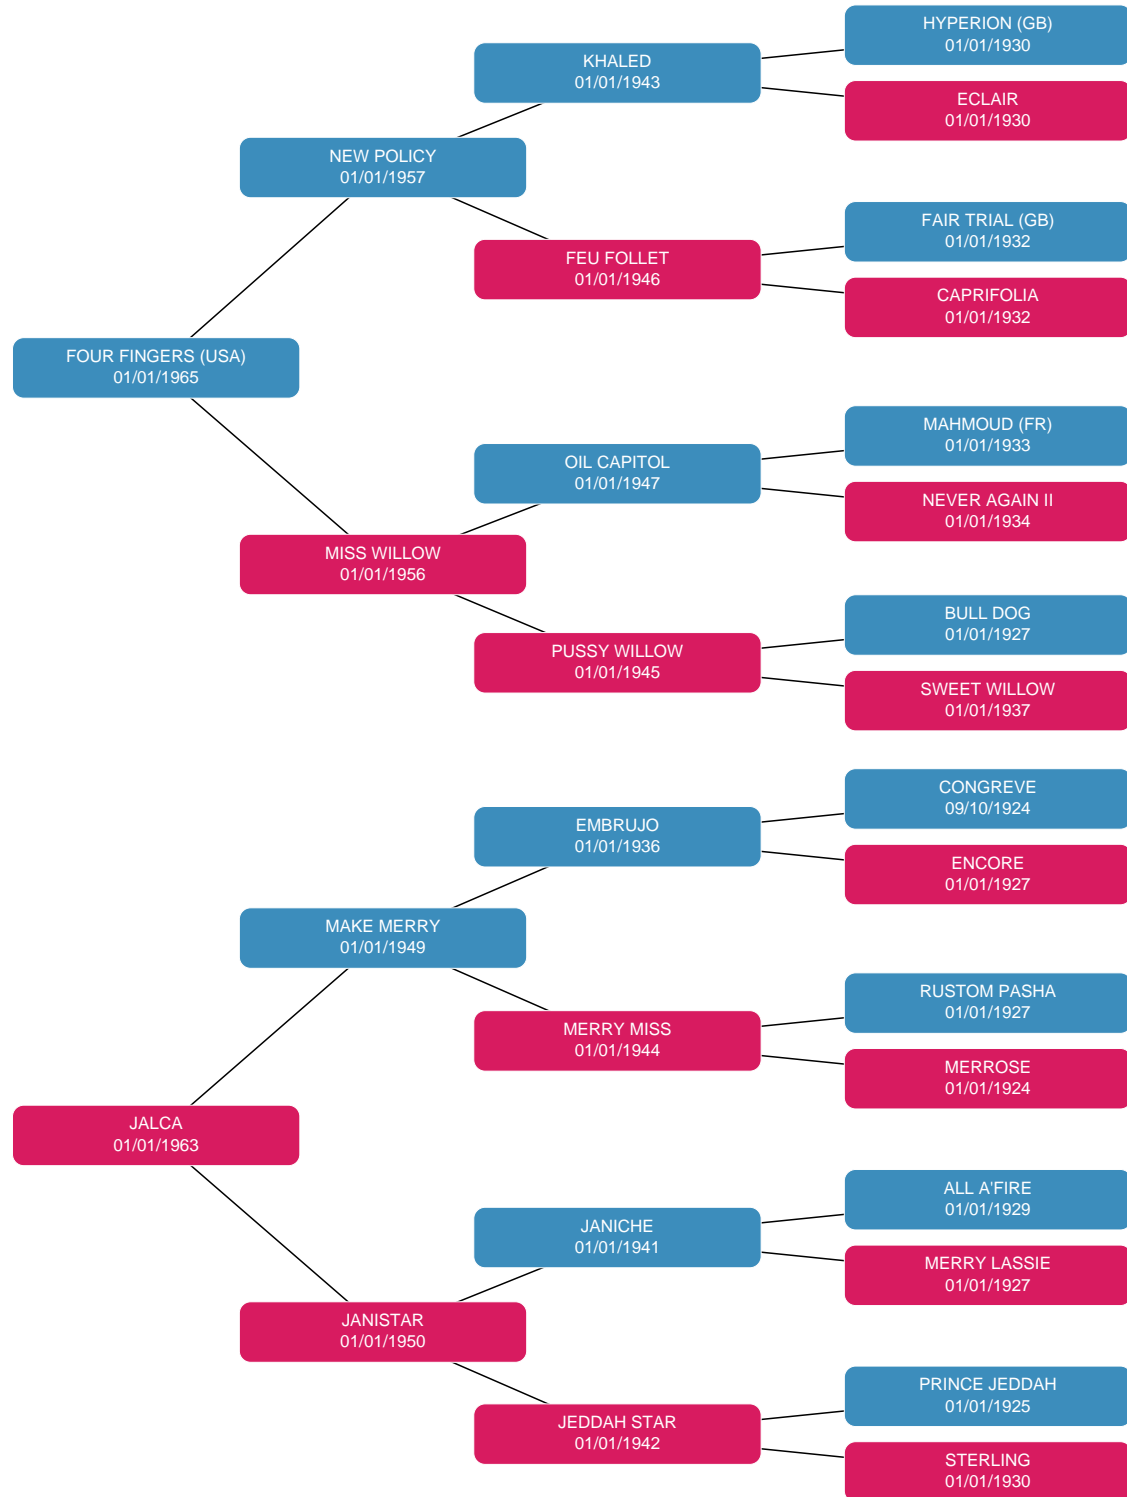 HYPERION (GB)
01/01/1930
KHALED
01/01/1943
ECLAIR
01/01/1930
NEW POLICY
01/01/1957
FAIR TRIAL (GB)
01/01/1932
FEU FOLLET
01/01/1946
CAPRIFOLIA
01/01/1932
FOUR FINGERS (USA)
01/01/1965
MAHMOUD (FR)
01/01/1933
OIL CAPITOL
01/01/1947
NEVER AGAIN II
01/01/1934
MISS WILLOW
01/01/1956
BULL DOG
01/01/1927
PUSSY WILLOW
01/01/1945
SWEET WILLOW
01/01/1937
CONGREVE
09/10/1924
EMBRUJO
01/01/1936
ENCORE
01/01/1927
MAKE MERRY
01/01/1949
RUSTOM PASHA
01/01/1927
MERRY MISS
01/01/1944
MERROSE
01/01/1924
JALCA
01/01/1963
ALL A'FIRE
01/01/1929
JANICHE
01/01/1941
MERRY LASSIE
01/01/1927
JANISTAR
01/01/1950
PRINCE JEDDAH
01/01/1925
JEDDAH STAR
01/01/1942
STERLING
01/01/1930